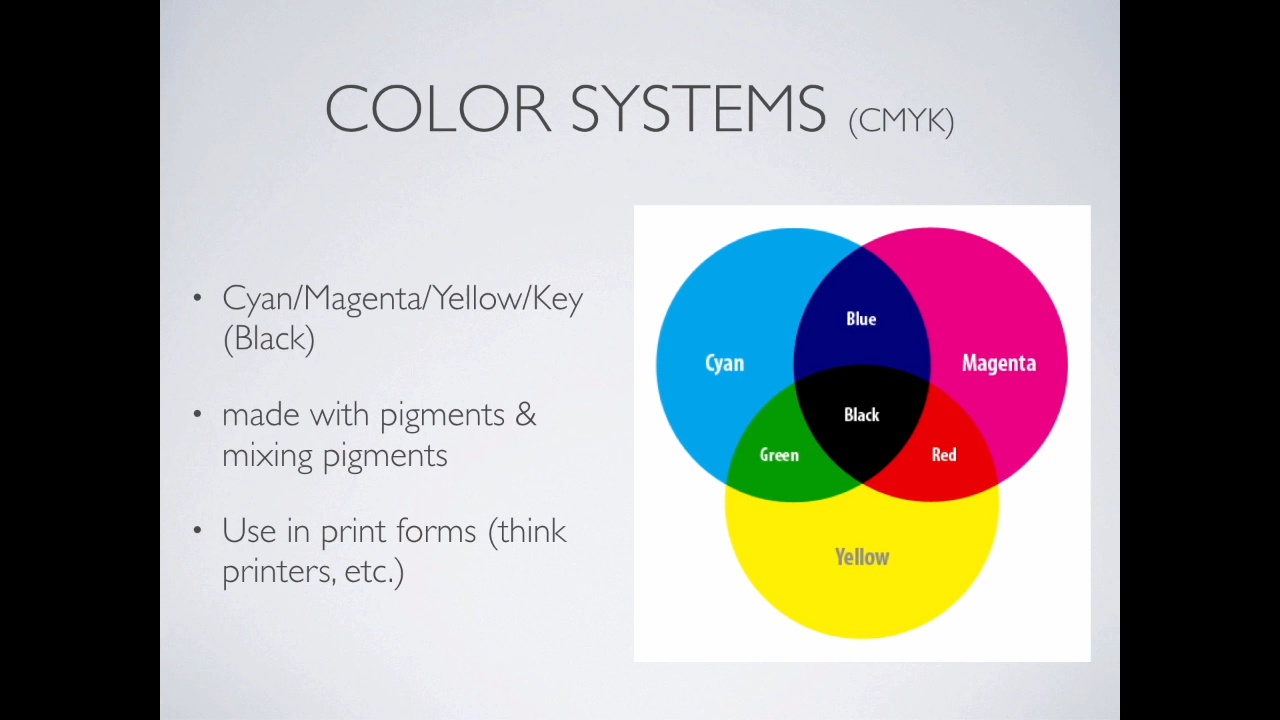 COLOR SYSTEMS (CMYK)
• Cyan/Magenta/Yellow/Key
(Black)
• made with pigments &
mixing pigments
• Use in print forms (think
printers, etc.)
Blue
Cyan
Magenta
Black
Green
Red
Yellow